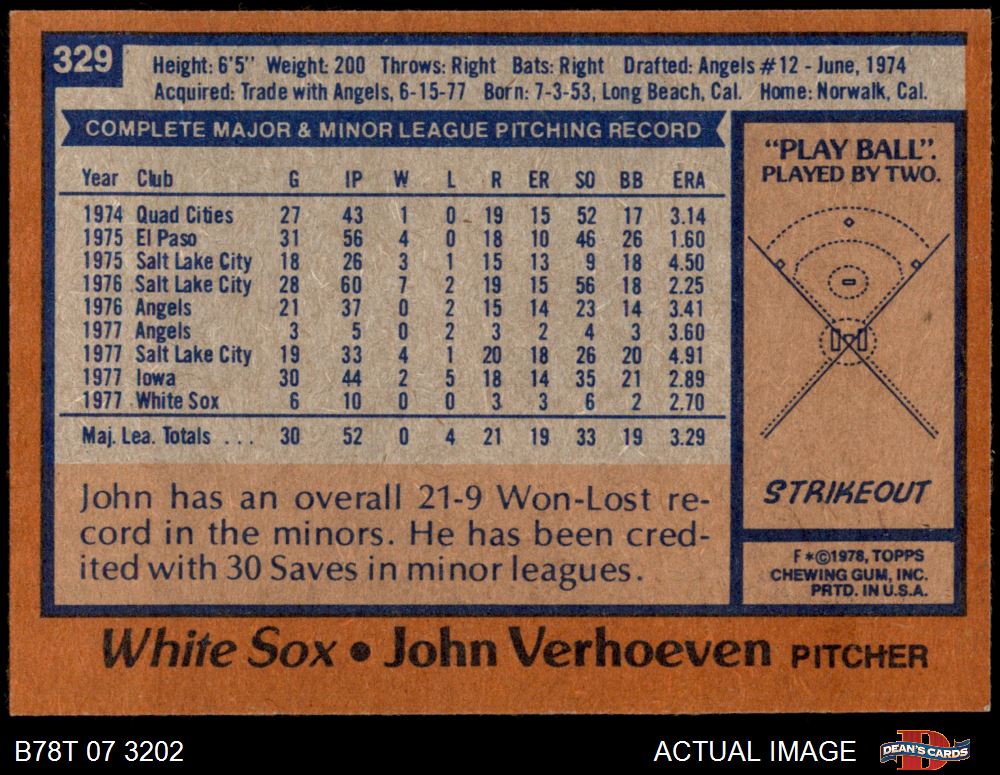 329
Height: 6'5" Weight: 200 Throws: Right Bats: Right Drafted: Angels #12 - June, 1974
Acquired: Trade with Angels, 6-15-77 Born: 7-3-53, Long Beach, Cal. Home: Norwalk, Cal.
COMPLETE MAJOR & MINOR LEAGUE PITCHING RECORD
Year Club G IP W L R ER SO BB ERA
1974 Quad Cities 27 43 1 0 19 15 52 17 3.14
1975 El Paso 31 56 4 0 18 10 46 26 1.60
1975 Salt Lake City 18 26 3 1 15 13 9 18 4.50
1976 Salt Lake City 28 60 7 2 19 15 56 18 2.25
1976 Angels 21 37 0 2 15 14 23 14 3.41
1977 Angels 3 5 0 2 3 2 4 3 3.60
1977 Salt Lake City 19 33 4 1 20 18 26 20 4.91
1977 Iowa 30 44 2 5 18 14 35 21 2.89
1977 White Sox 6 10 0 0 3 3 6 2 2.70
Maj. Lea. Totals ... 30 52 0 4 21 19 33 19 3.29
John has an overall 21-9 Won-Lost re-
cord in the minors. He has been cred-
ited with 30 Saves in minor leagues.
"PLAY BALL".
PLAYED BY TWO.
STRIKEOUT
F*©1978, TOPPS
CHEWING GUM, INC.
PRTD. IN U.S.A.
White Sox • John Verhoeven PITCHER
B78T 07 3202
ACTUAL IMAGE
DEAN'S CARDS